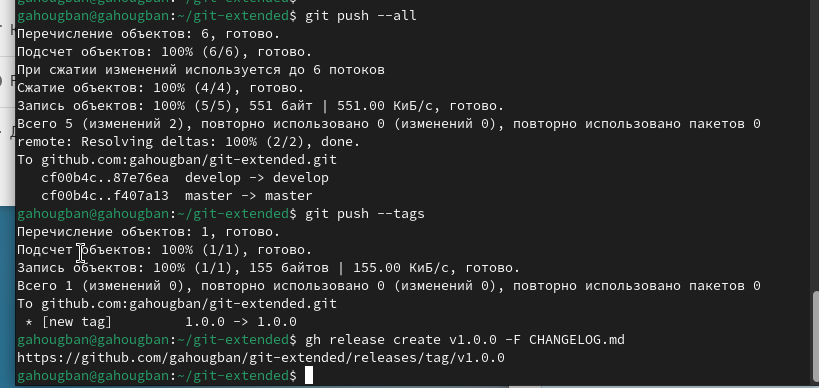 gahougban@gahougban:~/git-extended$ git push --all
Перечисление объектов: 6, готово.
Подсчет объектов: 100% (6/6), готово.
При сжатии изменений используется до 6 потоков
Сжатие объектов: 100% (4/4), готово.
Запись объектов: 100% (5/5), 551 байт | 551.00 КиБ/с, готово.
Всего 5 (изменений 2), повторно использовано 0 (изменений 0), повторно использовано пакетов 0
remote: Resolving deltas: 100% (2/2), done.
To github.com:gahougban/git-extended.git
   cf00b4c..87e76ea  develop -> develop
   cf00b4c..f407a13  master -> master
gahougban@gahougban:~/git-extended$ git push --tags
Перечисление объектов: 1, готово.
Подсчет объектов: 100% (1/1), готово.
Запись объектов: 100% (1/1), 155 байтов | 155.00 КиБ/с, готово.
Всего 1 (изменений 0), повторно использовано 0 (изменений 0), повторно использовано пакетов 0
To github.com:gahougban/git-extended.git
 * [new tag]         1.0.0 -> 1.0.0
gahougban@gahougban:~/git-extended$ gh release create v1.0.0 -F CHANGELOG.md
https://github.com/gahougban/git-extended/releases/tag/v1.0.0
gahougban@gahougban:~/git-extended$